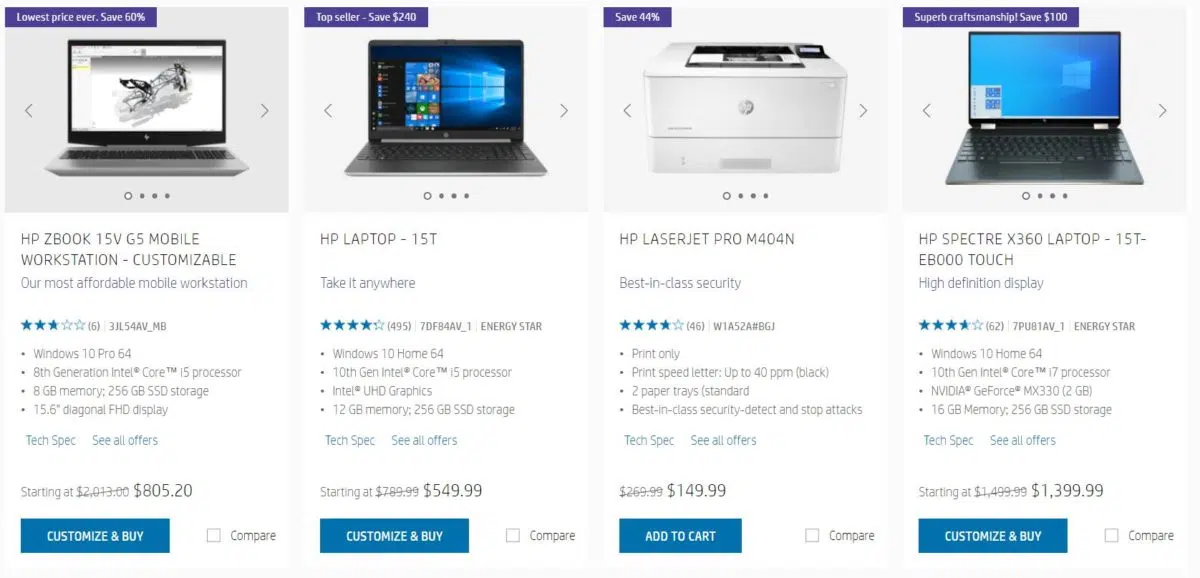 Lowest price ever. Save 60%
HP ZBOOK 15V G5 MOBILE
WORKSTATION - CUSTOMIZABLE
Our most affordable mobile workstation
(6) 3JL54AV_MB
• Windows 10 Pro 64
• 8th Generation Intel® Core™ i5 processor
• 8 GB memory; 256 GB SSD storage
• 15.6" diagonal FHD display
Tech Spec See all offers
Starting at $2,013.00 $805.20
CUSTOMIZE & BUY Compare
Top seller - Save $240
HP LAPTOP - 15T
Take it anywhere
(495) 7DF84AV_1 ENERGY STAR
• Windows 10 Home 64
• 10th Gen Intel® Core™ i5 processor
• Intel® UHD Graphics
• 12 GB memory; 256 GB SSD storage
Tech Spec See all offers
Starting at $789.99 $549.99
CUSTOMIZE & BUY Compare
Save 44%
hp
HP LASERJET PRO M404N
Best-in-class security
(46) W1A52A#BGJ
• Print only
• Print speed letter: Up to 40 ppm (black)
• 2 paper trays (standard
• Best-in-class security-detect and stop attacks
Tech Spec See all offers
$269.99 $149.99
ADD TO CART Compare
Superb craftsmanship! Save $100
HP SPECTRE X360 LAPTOP - 15T-
EB000 TOUCH
High definition display
(62) 7PU81AV_1 ENERGY STAR
• Windows 10 Home 64
• 10th Gen Intel® Core™ i7 processor
• NVIDIA® GeForce® MX330 (2 GB)
• 16 GB Memory; 256 GB SSD storage
Tech Spec See all offers
Starting at $1,499.99 $1,399.99
CUSTOMIZE & BUY Compare